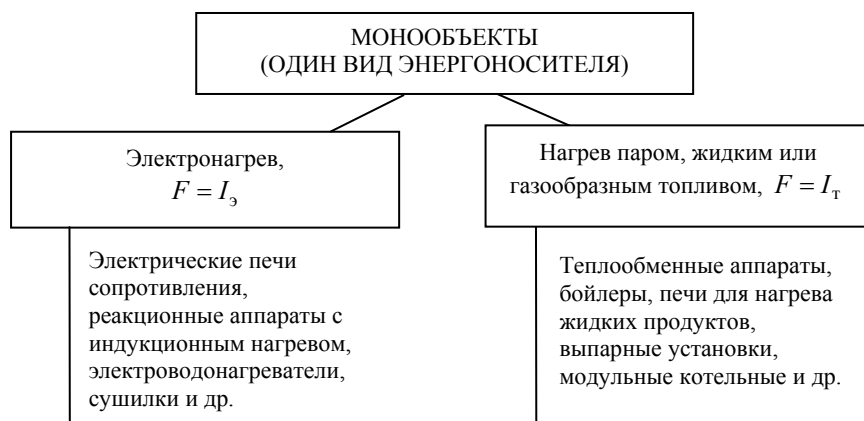 МОНООБЪЕКТЫ
(ОДИН ВИД ЭНЕРГОНОСИТЕЛЯ)
Электронагрев,
F = Iэ
Нагрев паром, жидким или
газообразным топливом, F = Iт
Электрические печи
сопротивления,
реакционные аппараты с
индукционным нагревом,
электроводонагреватели,
сушилки и др.
Теплообменные аппараты,
бойлеры, печи для нагрева
жидких продуктов,
выпарные установки,
модульные котельные и др.